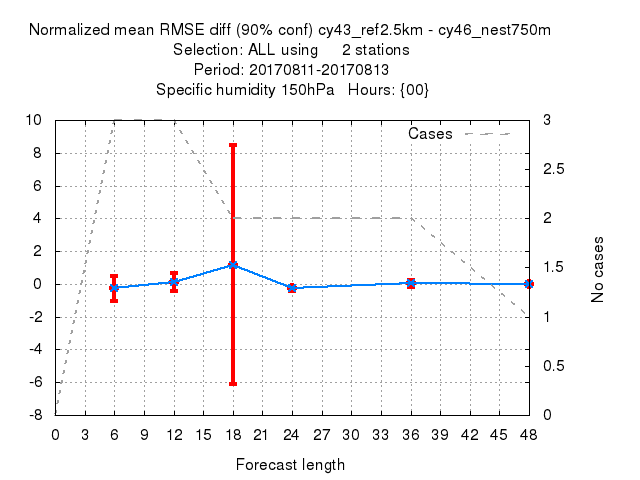 Normalized mean RMSE diff (90% conf) cy43_ref2.5km - cy46_nest750m
Selection: ALL using     2 stations
Period: 20170811-20170813
Specific humidity 150hPa   Hours: {00}
Cases
10
8
6
4
2
0
-2
-4
-6
-8
3
2.5
2
1.5
1
0.5
0
No cases
0 3 6 9 12 15 18 21 24 27 30 33 36 39 42 45 48
Forecast length